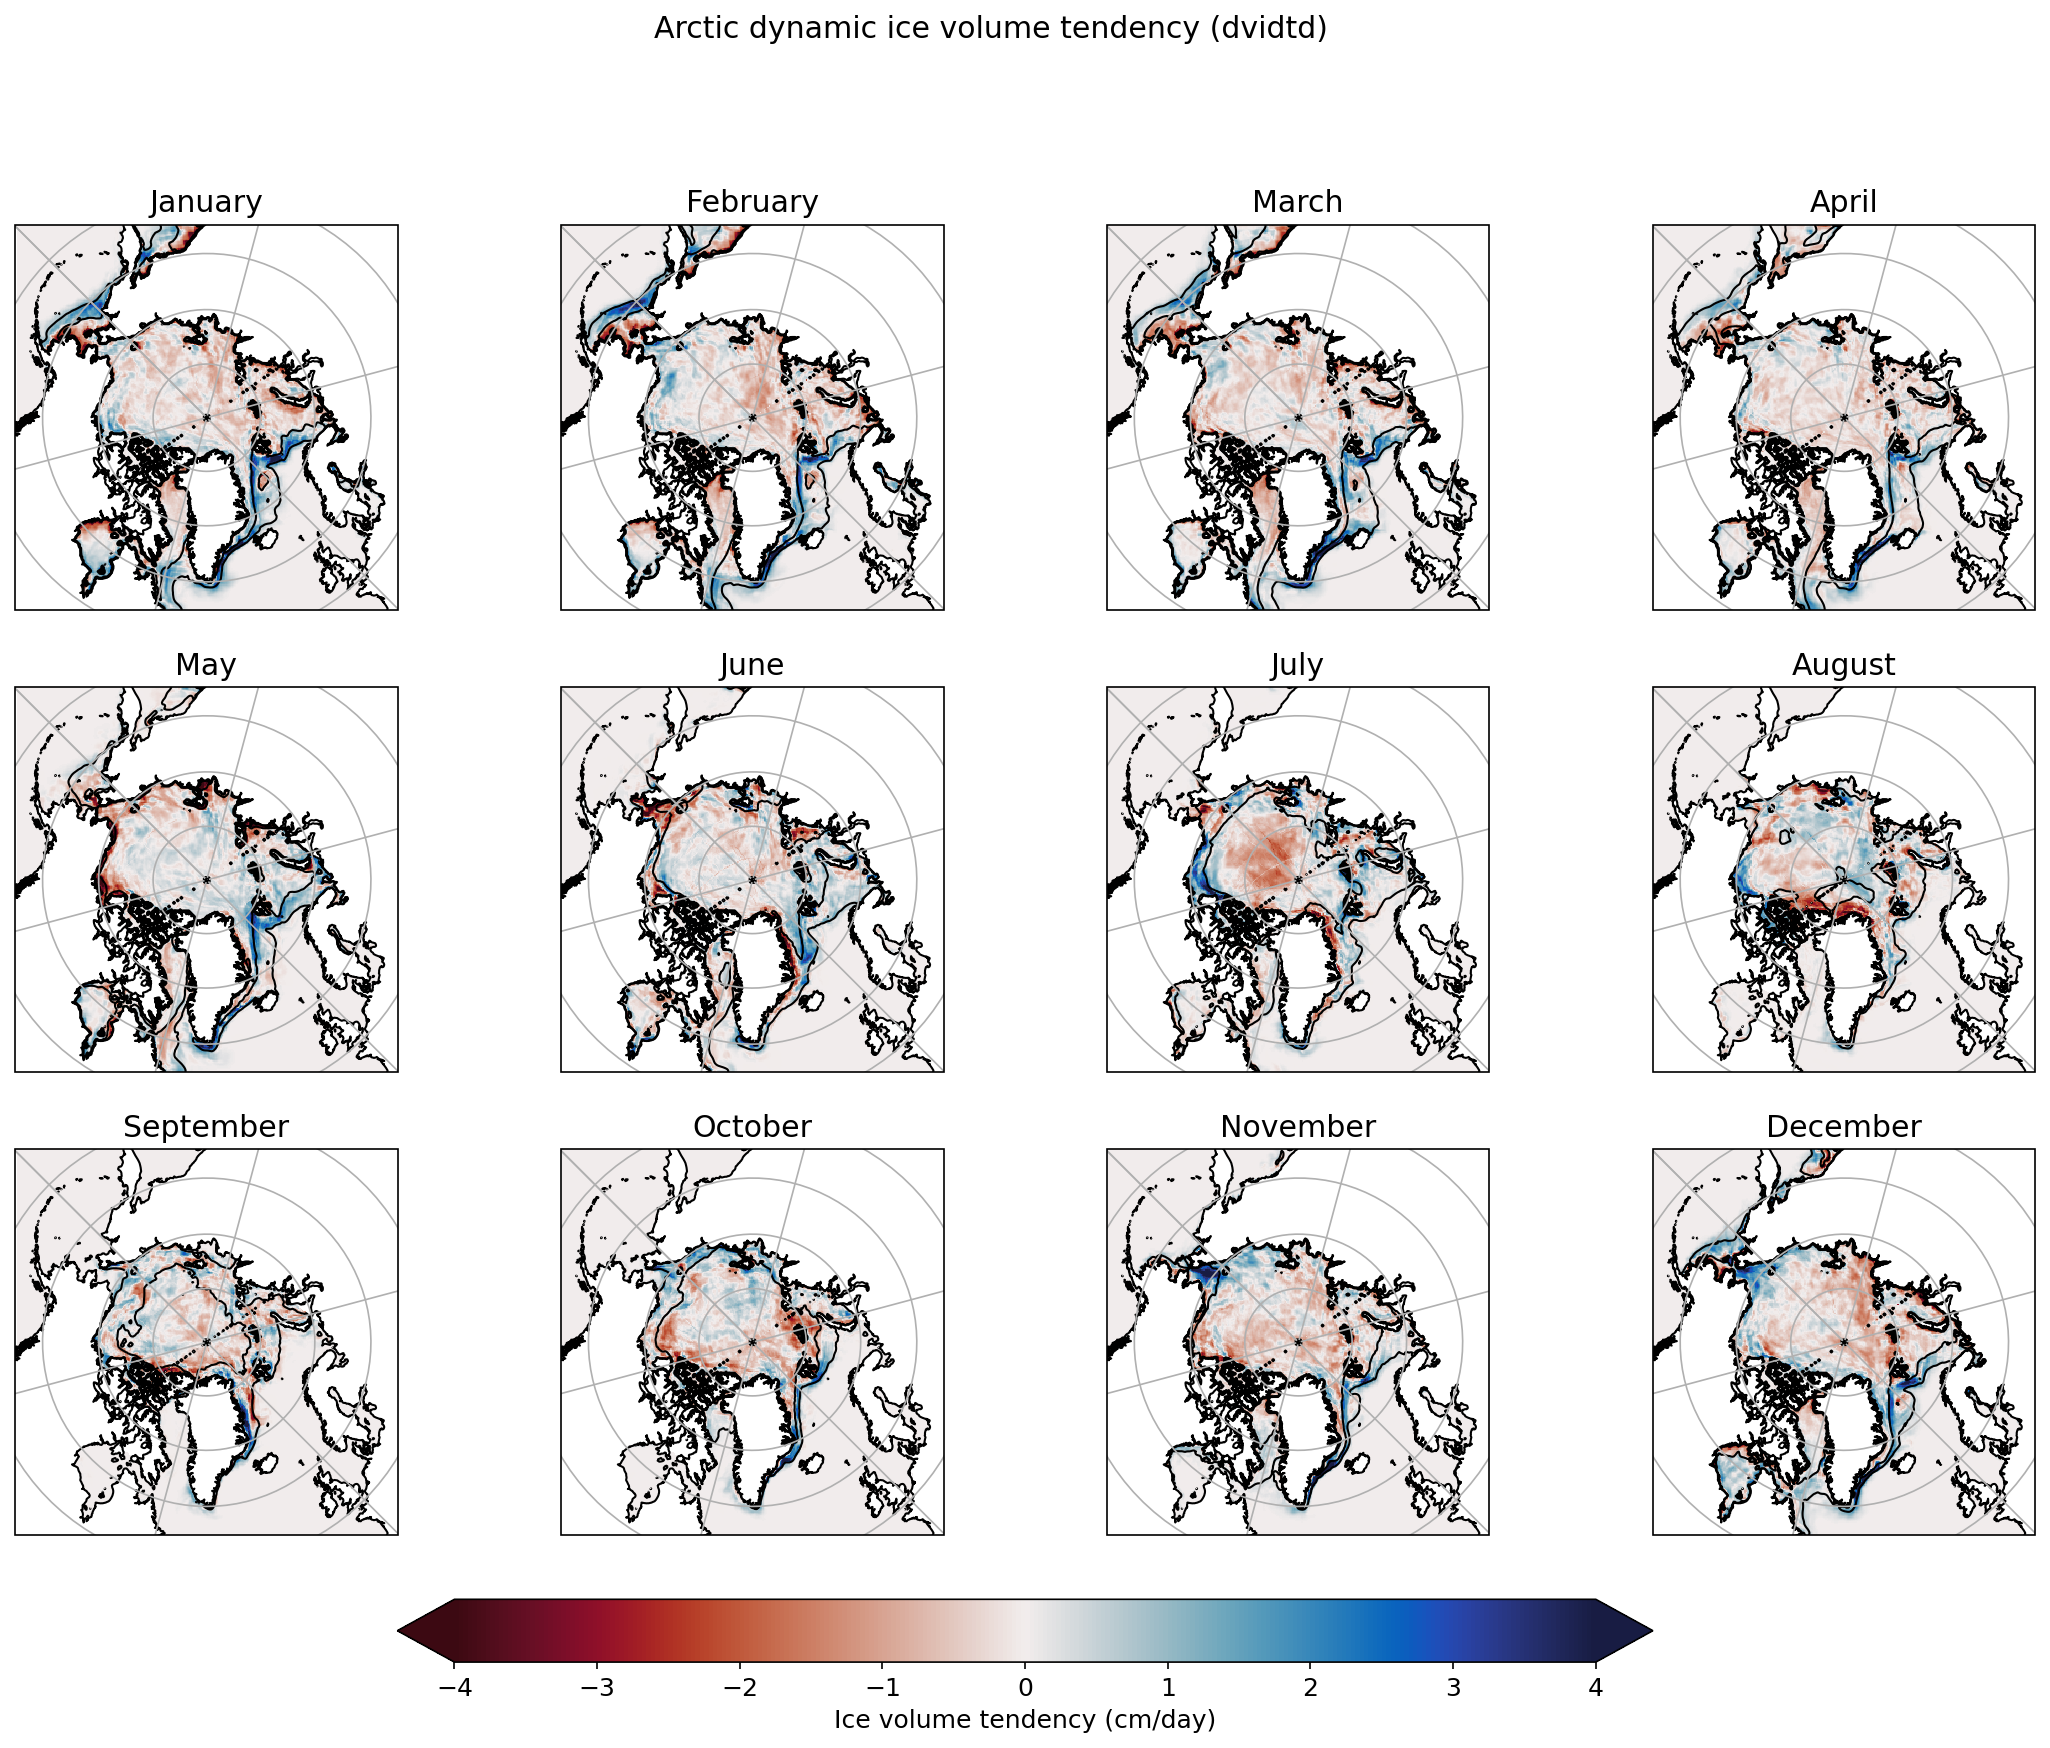 Arctic dynamic ice volume tendency (dvidtd)
January
February
March
April
May
June
July
August
September
October
November
December
−4 −3 −2 −1 0 1 2 3 4
Ice volume tendency (cm/day)